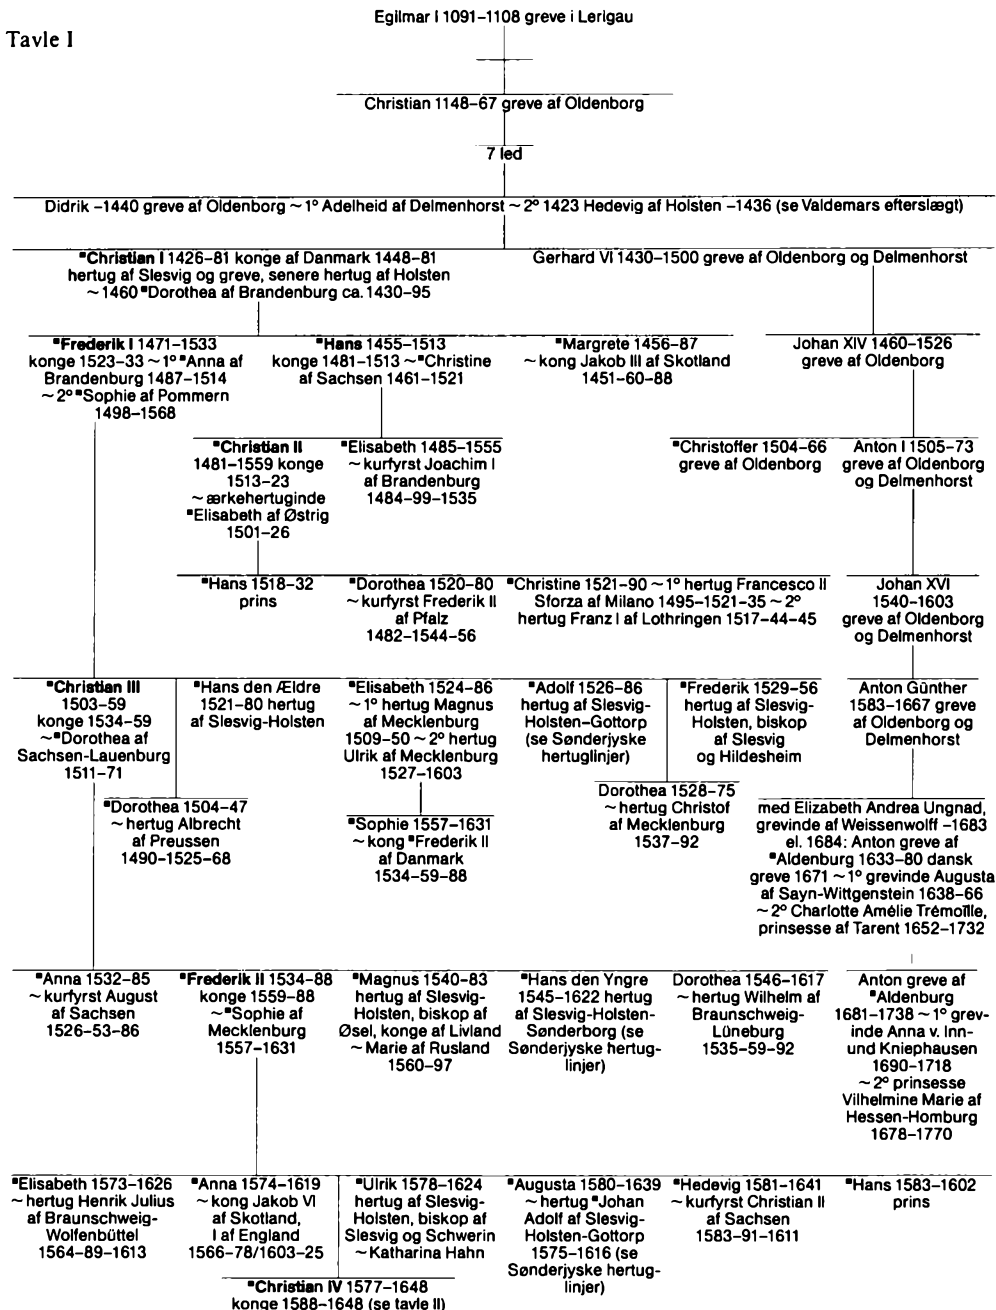 Tavle I
Egilmar I 1091–1108 greve i Lerigau
Christian 1148–67 greve af Oldenborg
7 led
Didrik –1440 greve af Oldenborg ~ 1° Adelheid af Delmenhorst ~ 2° 1423 Hedevig af Holsten –1436 (se Valdemars efterslægt)
■Christian I 1426–81 konge af Danmark 1448–81
hertug af Slesvig og greve, senere hertug af Holsten
~ 1460 ■Dorothea af Brandenburg ca. 1430–95
Gerhard VI 1430–1500 greve af Oldenborg og Delmenhorst
■Frederik I 1471–1533
konge 1523–33 ~ 1° ■Anna af
Brandenburg 1487–1514
~ 2° ■Sophie af Pommern
1498–1568
■Hans 1455–1513
konge 1481–1513 ~ ■Christine
af Sachsen 1461–1521
■Margrete 1456–87
~ kong Jakob III af Skotland
1451–60–88
Johan XIV 1460–1526
greve af Oldenborg
■Christian II
1481–1559 konge
1513–23
~ ærkehertuginde
■Elisabeth af Østrig
1501–26
■Elisabeth 1485–1555
~ kurfyrst Joachim I
af Brandenburg
1484–99–1535
■Christoffer 1504–66
greve af Oldenborg
Anton I 1505–73
greve af Oldenborg
og Delmenhorst
■Hans 1518–32
prins
■Dorothea 1520–80
~ kurfyrst Frederik II
af Pfalz
1482–1544–56
■Christine 1521–90 ~ 1° hertug Francesco II
Sforza af Milano 1495–1521–35 ~ 2°
hertug Franz I af Lothringen 1517–44–45
Johan XVI
1540–1603
greve af Oldenborg
og Delmenhorst
■Christian III
1503–59
konge 1534–59
~ ■Dorothea af
Sachsen-Lauenburg
1511–71
■Hans den Ældre
1521–80 hertug
af Slesvig-Holsten
■Elisabeth 1524–86
~ 1° hertug Magnus
af Mecklenburg
1509–50 ~ 2° hertug
Ulrik af Mecklenburg
1527–1603
■Adolf 1526–86
hertug af Slesvig-
Holsten–Gottorp
(se Sønderjyske
hertuglinjer)
■Frederik 1529–56
hertug af Slesvig-
Holsten, biskop
af Slesvig
og Hildesheim
Anton Günther
1583–1667 greve
af Oldenborg og
Delmenhorst
■Dorothea 1504–47
~ hertug Albrecht
af Preussen
1490–1525–68
■Sophie 1557–1631
~ kong ■Frederik II
af Danmark
1534–59–88
Dorothea 1528–75
~ hertug Christof
af Mecklenburg
1537–92
med Elizabeth Andrea Ungnad,
grevinde af Weissenwolff –1683
el. 1684: Anton greve af
■Aldenburg 1633–80 dansk
greve 1671 ~ 1° grevinde Augusta
af Sayn-Wittgenstein 1638–66
~ 2° Charlotte Amélie Trémoïlle,
prinsesse af Tarent 1652–1732
■Anna 1532–85
~ kurfyrst August
af Sachsen
1526–53–86
■Frederik II 1534–88
konge 1559–88
~ ■Sophie af
Mecklenburg
1557–1631
■Magnus 1540–83
hertug af Slesvig-
Holsten, biskop af
Øsel, konge af Livland
~ Marie af Rusland
1560–97
■Hans den Yngre
1545–1622 hertug
af Slesvig-Holsten-
Sønderborg (se
Sønderjyske hertug-
linjer)
Dorothea 1546–1617
~ hertug Wilhelm af
Braunschweig-
Lüneburg
1535–59–92
Anton greve af
■Aldenburg
1681–1738 ~ 1° grev-
inde Anna v. Inn-
und Kniephausen
1690–1718
~ 2° prinsesse
Vilhelmine Marie af
Hessen-Homburg
1678–1770
■Elisabeth 1573–1626
~ hertug Henrik Julius
af Braunschweig-
Wolfenbüttel
1564–89–1613
■Anna 1574–1619
~ kong Jakob VI
af Skotland,
I af England
1566–78/1603–25
■Ulrik 1578–1624
hertug af Slesvig-
Holsten, biskop af
Slesvig og Schwerin
~ Katharina Hahn
■Augusta 1580–1639
~ hertug ■Johan
Adolf af Slesvig-
Holsten-Gottorp
1575–1616 (se
Sønderjyske hertug-
linjer)
■Hedevig 1581–1641
~ kurfyrst Christian II
af Sachsen
1583–91–1611
■Hans 1583–1602
prins
■Christian IV 1577–1648
konge 1588–1648 (se tavle II)